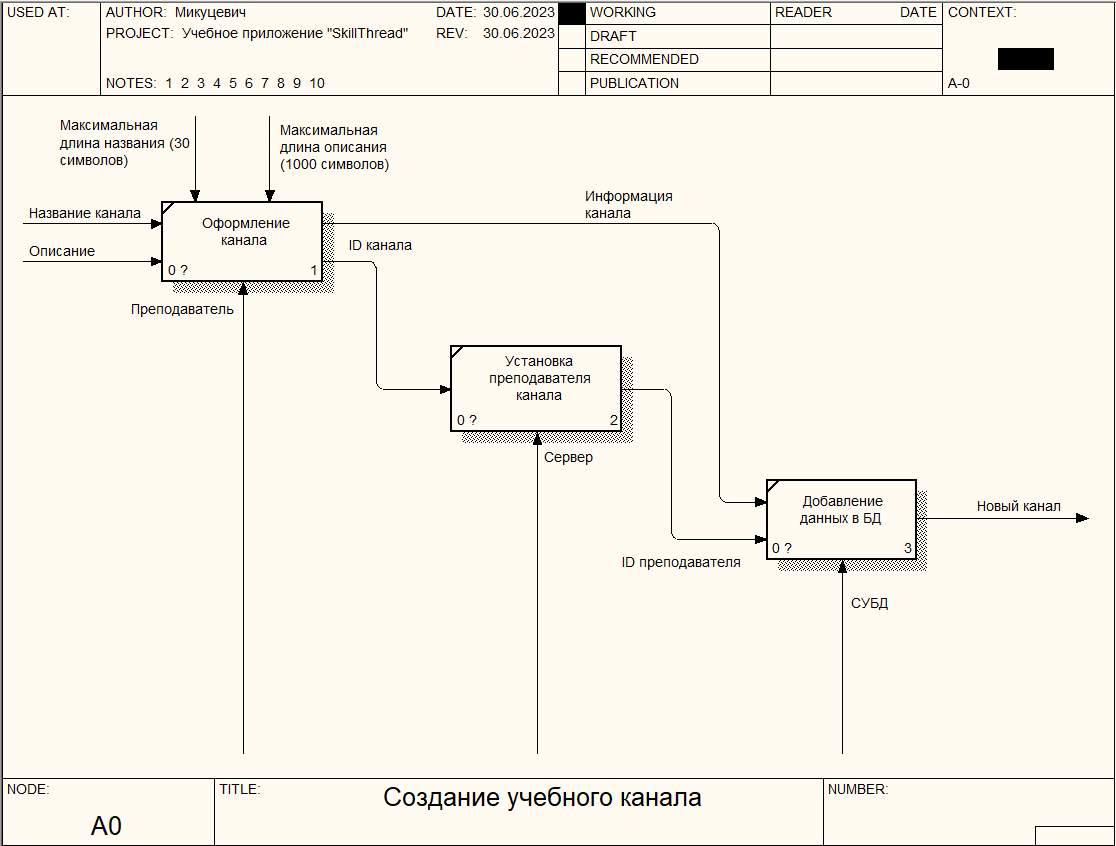 USED AT:
AUTHOR: Микуцевич
DATE: 30.06.2023
PROJECT: Учебное приложение "SkillThread"
REV: 30.06.2023
NOTES: 1 2 3 4 5 6 7 8 9 10
WORKING
DRAFT
RECOMMENDED
PUBLICATION
READER DATE
CONTEXT:
A-0
Максимальная
длина названия (30
символов)
Максимальная
длина описания
(1000 символов)
Название канала
Описание
Оформление
канала
0 ? 1
Информация
канала
ID канала
Преподаватель
Установка
преподавателя
канала
0 ? 2
Сервер
Добавление
данных в БД
0 ? 3
Новый канал
ID преподавателя
СУБД
NODE:
A0
TITLE:
Создание учебного канала
NUMBER: